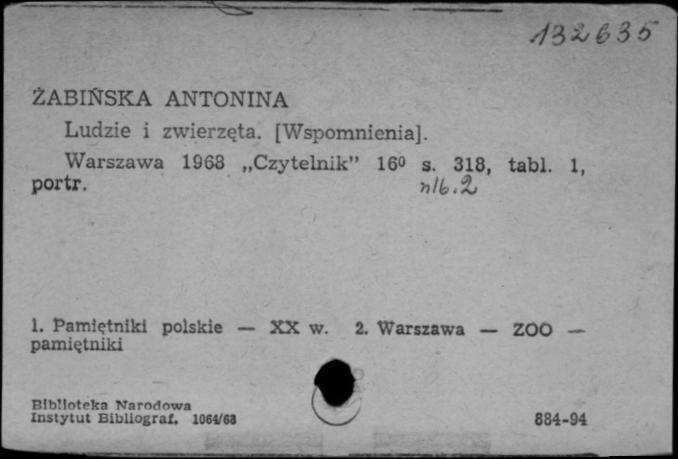 132635
ŻABIŃSKA ANTONINA
Ludzie i zwierzęta. [Wspomnienia].
Warszawa 1968 „Czytelnik” 16⁰ s. 318, tabl. 1,
portr. nlb. 2
1. Pamiętniki polskie — XX w. 2. Warszawa — ZOO —
pamiętniki
Biblioteka Narodowa
Instytut Bibliograf. 1064/68 884-94